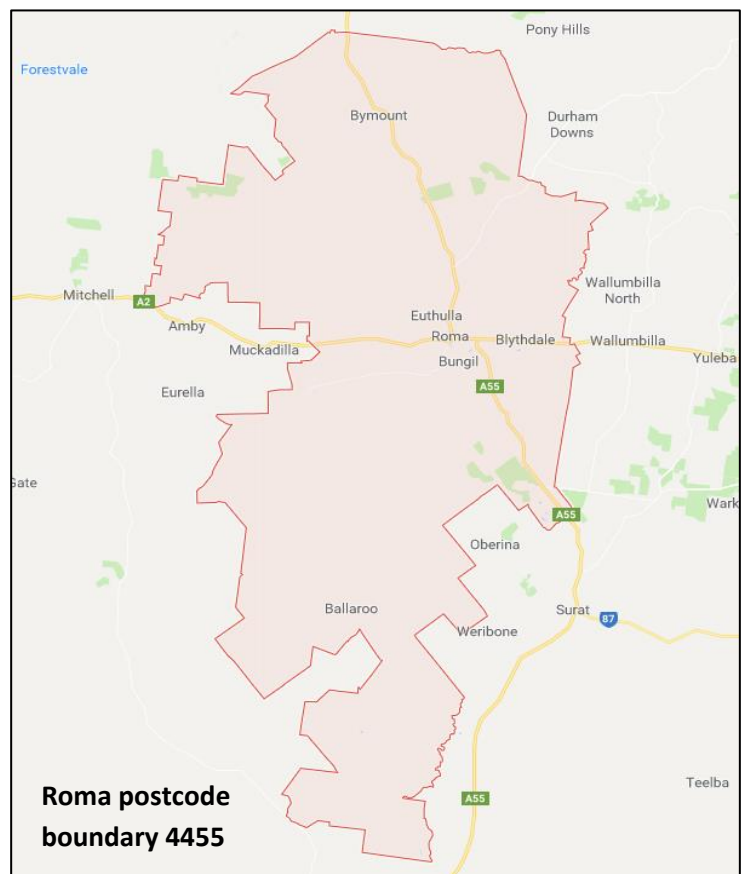 Pony Hills
Forestvale
Bymount
Durham
Downs
Wallumbilla
North
Mitchell
A2
Amby
Euthulla
Roma
Blythdale
Wallumbilla
Muckadilla
Bungil
Yuleba
A55
Eurella
Gate
Wark
A55
Oberina
Ballaroo
Surat
87
Weribone
Teelba
Roma postcode
A55
boundary 4455